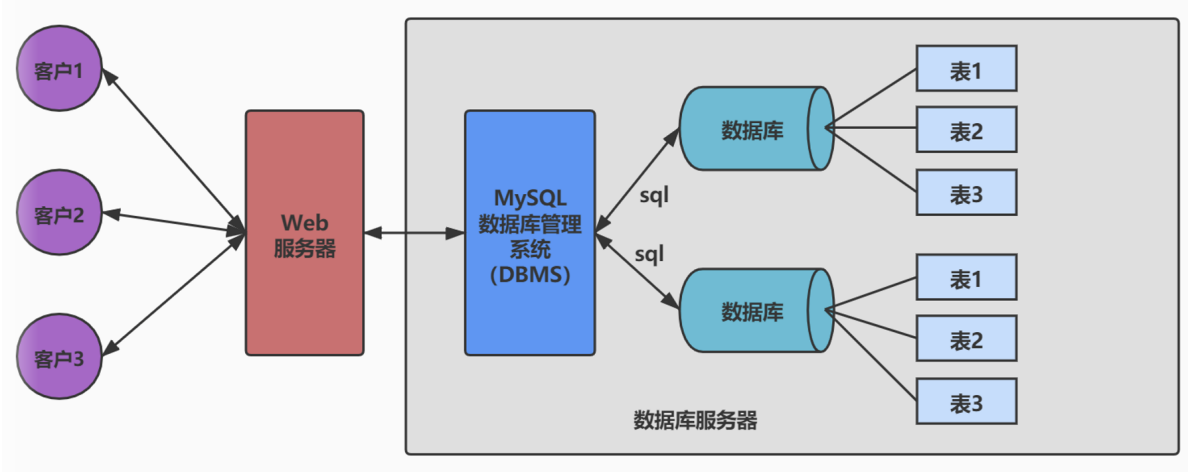 客户1
客户2
客户3
Web
服务器
MySQL
数据库管理
系统
（DBMS）
sql
sql
数据库
数据库
表1
表2
表3
表1
表2
表3
数据库服务器